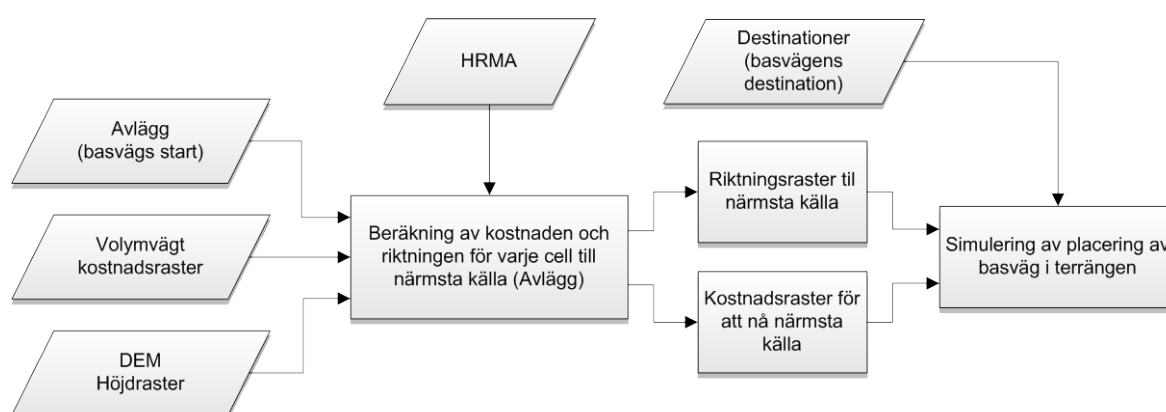 HRMA
Destinationer
(basvägens
destination)
Avlägg
(basvägs start)
Volymvägt
kostnadsraster
DEM
Höjdraster
Beräkning av kostnaden och
riktningen för varje cell till
närmsta källa (Avlägg)
Riktningsraster til
närmsta källa
Kostnadsraster för
att nå närmsta
källa
Simulering av placering av
basväg i terrängen